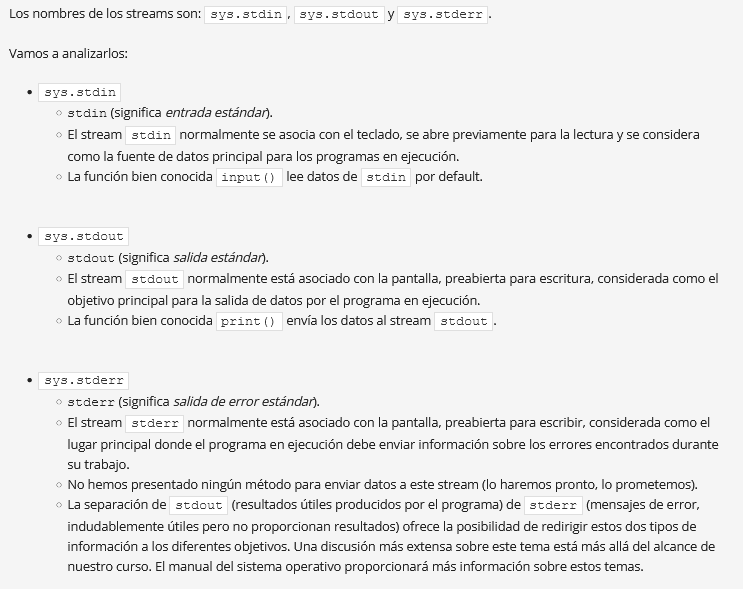 Los nombres de los streams son: sys.stdin, sys.stdout y sys.stderr.
Vamos a analizarlos:
• sys.stdin
◦ stdin (significa entrada estándar).
◦ El stream stdin normalmente se asocia con el teclado, se abre previamente para la lectura y se considera
como la fuente de datos principal para los programas en ejecución.
◦ La función bien conocida input() lee datos de stdin por default.
• sys.stdout
◦ stdout (significa salida estándar).
◦ El stream stdout normalmente está asociado con la pantalla, preabierta para escritura, considerada como el
objetivo principal para la salida de datos por el programa en ejecución.
◦ La función bien conocida print() envía los datos al stream stdout.
• sys.stderr
◦ stderr (significa salida de error estándar).
◦ El stream stderr normalmente está asociado con la pantalla, preabierta para escribir, considerada como el
lugar principal donde el programa en ejecución debe enviar información sobre los errores encontrados durante
su trabajo.
◦ No hemos presentado ningún método para enviar datos a este stream (lo haremos pronto, lo prometemos).
◦ La separación de stdout (resultados útiles producidos por el programa) de stderr (mensajes de error,
indudablemente útiles pero no proporcionan resultados) ofrece la posibilidad de redirigir estos dos tipos de
información a los diferentes objetivos. Una discusión más extensa sobre este tema está más allá del alcance de
nuestro curso. El manual del sistema operativo proporcionará más información sobre estos temas.